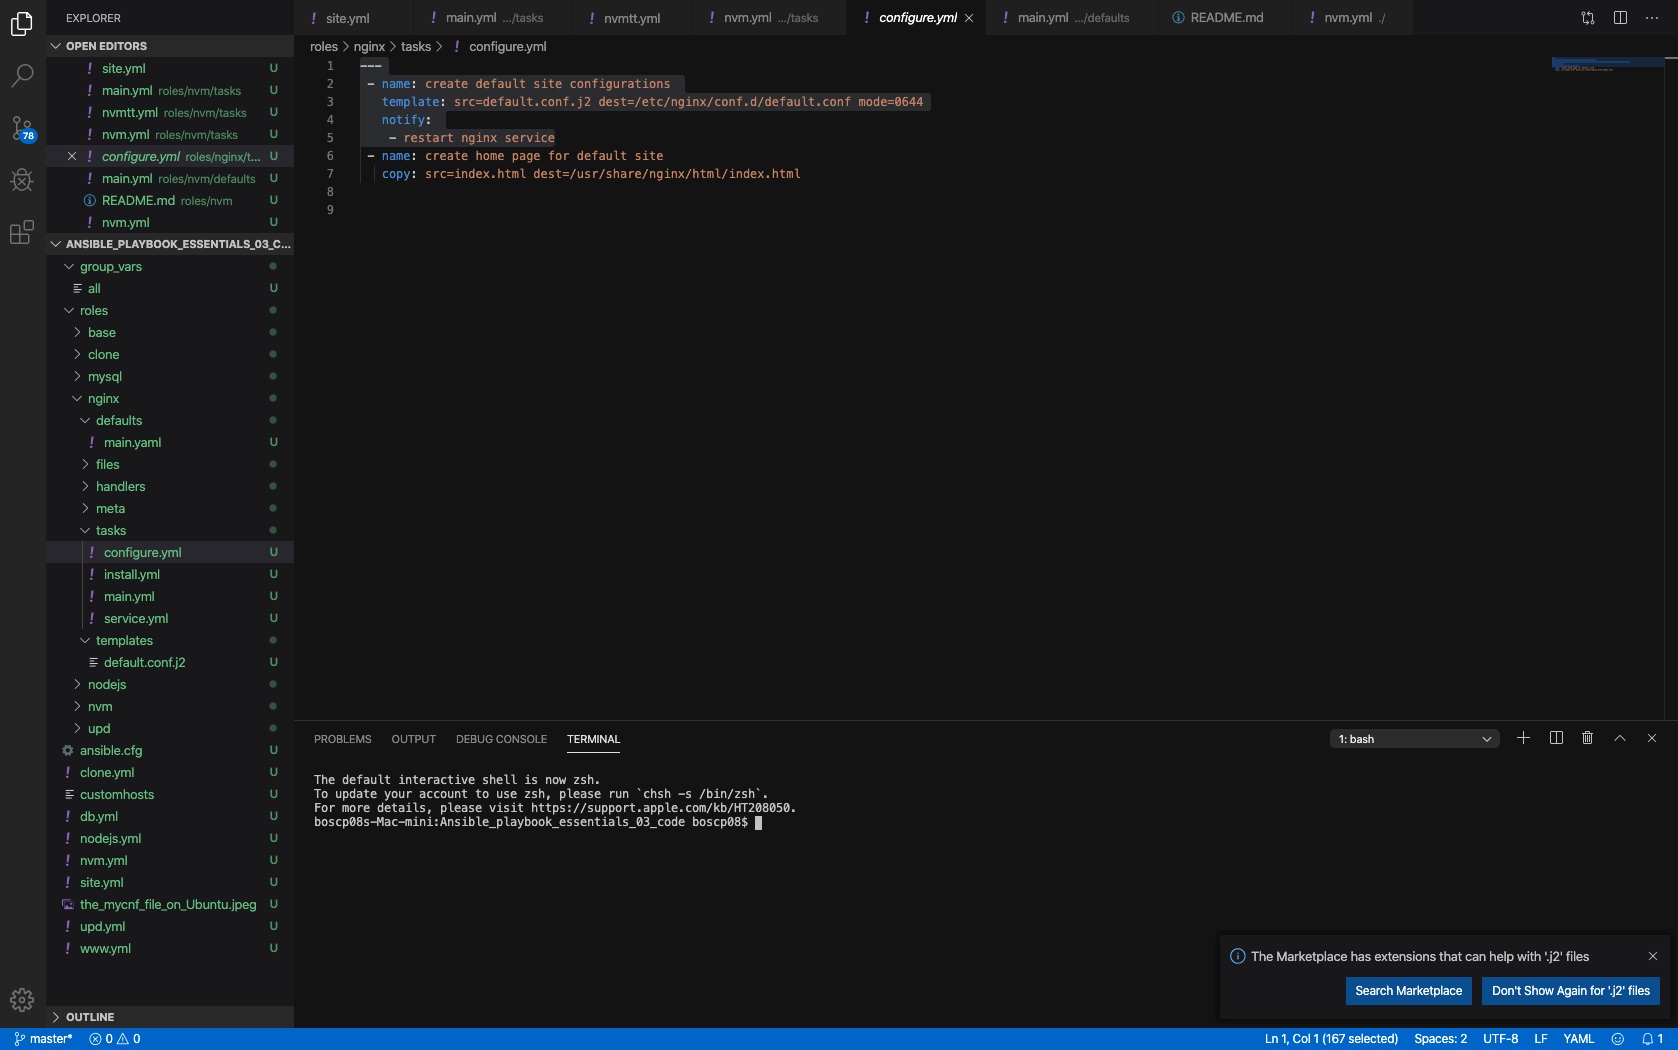 EXPLORER
OPEN EDITORS
site.yml U
main.yml roles/nvm/tasks U
nvmtt.yml roles/nvm/tasks U
nvm.yml roles/nvm/tasks U
configure.yml roles/nginx/t... U
main.yml roles/nvm/defaults U
README.md roles/nvm U
nvm.yml U
ANSIBLE_PLAYBOOK_ESSENTIALS_03_C...
group_vars
all U
roles
base
clone
mysql
nginx
defaults
main.yaml U
files
handlers
meta
tasks
configure.yml U
install.yml U
main.yml U
service.yml U
templates
default.conf.j2 U
nodejs
nvm
upd
ansible.cfg U
clone.yml U
customhosts U
db.yml U
nodejs.yml U
nvm.yml U
site.yml U
the_mycnf_file_on_Ubuntu.jpeg U
upd.yml U
www.yml U
OUTLINE
78
site.yml main.yml .../tasks nvmtt.yml nvm.yml .../tasks configure.yml main.yml .../defaults README.md nvm.yml ./
roles > nginx > tasks > ! configure.yml
1 ---
2 - name: create default site configurations
3 template: src=default.conf.j2 dest=/etc/nginx/conf.d/default.conf mode=0644
4 notify:
5 - restart nginx service
6 - name: create home page for default site
7 copy: src=index.html dest=/usr/share/nginx/html/index.html
8
9
PROBLEMS OUTPUT DEBUG CONSOLE TERMINAL 1: bash
The default interactive shell is now zsh.
To update your account to use zsh, please run `chsh -s /bin/zsh`.
For more details, please visit https://support.apple.com/kb/HT208050.
boscp08s-Mac-mini:Ansible_playbook_essentials_03_code boscp08$
The Marketplace has extensions that can help with '.j2' files
Search Marketplace Don't Show Again for '.j2' files
master* 0 0 Ln 1, Col 1 (167 selected) Spaces: 2 UTF-8 LF YAML 1